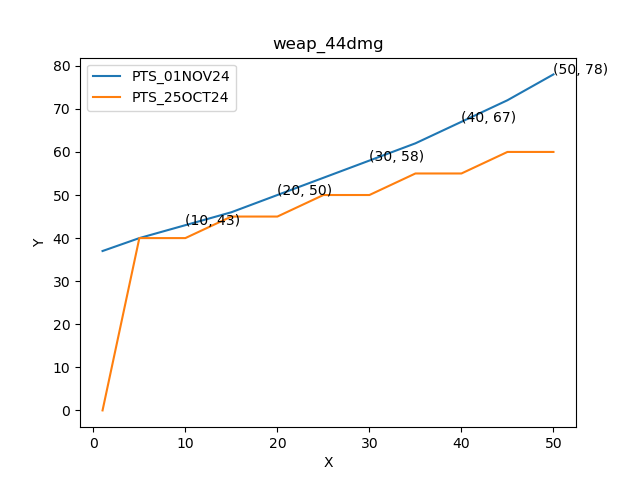 weap_44dmg
PTS_01NOV24
PTS_25OCT24
(50, 78)
(40, 67)
(30, 58)
(20, 50)
(10, 43)
80
70
60
50
40
30
20
10
0
Y
0 10 20 30 40 50
X